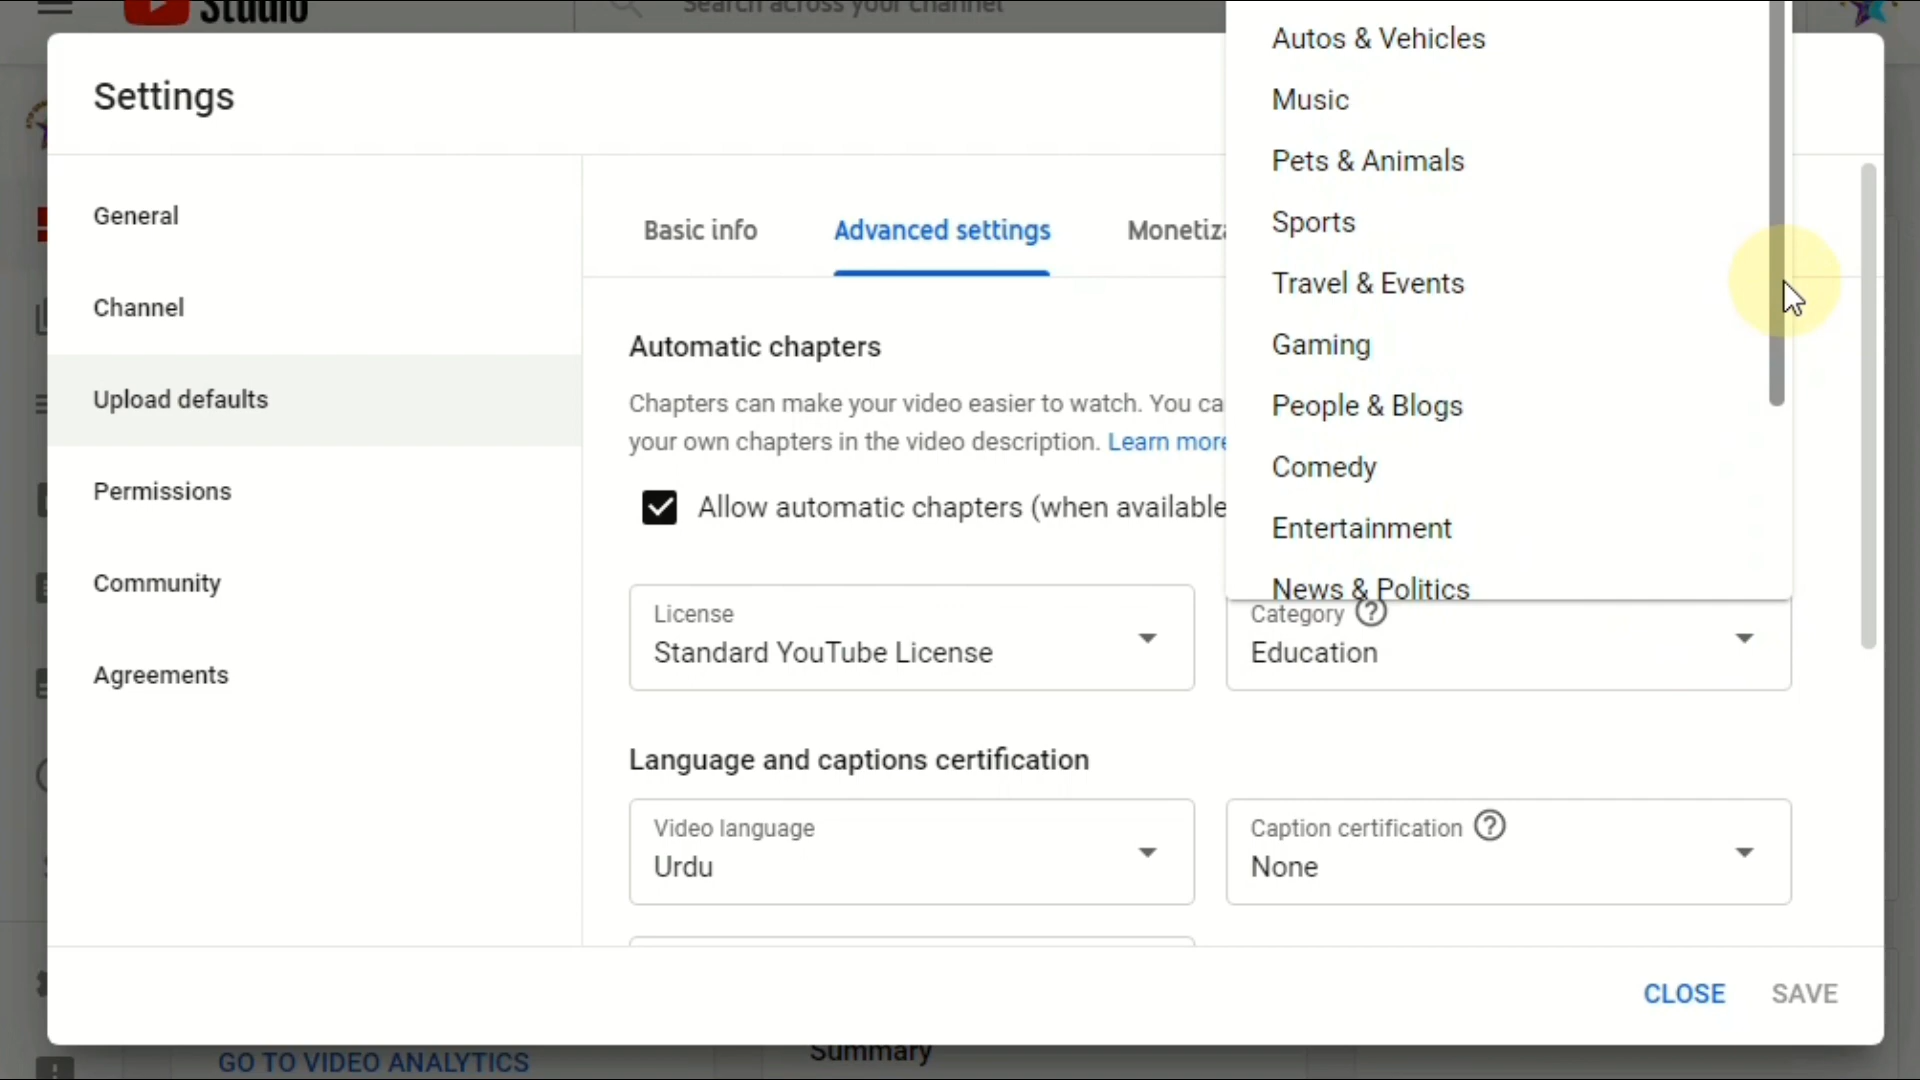 Studio
Search across your channel
Settings
General
Channel
Upload defaults
Permissions
Community
Agreements
Basic info
Advanced settings
Monetiza
Automatic chapters
Chapters can make your video easier to watch. You ca
your own chapters in the video description. Learn more
Allow automatic chapters (when available
License
Standard YouTube License
Autos & Vehicles
Music
Pets & Animals
Sports
Travel & Events
Gaming
People & Blogs
Comedy
Entertainment
News & Politics
Category
Education
Language and captions certification
Video language
Urdu
Caption certification
None
CLOSE
SAVE
GO TO VIDEO ANALYTICS
Summary